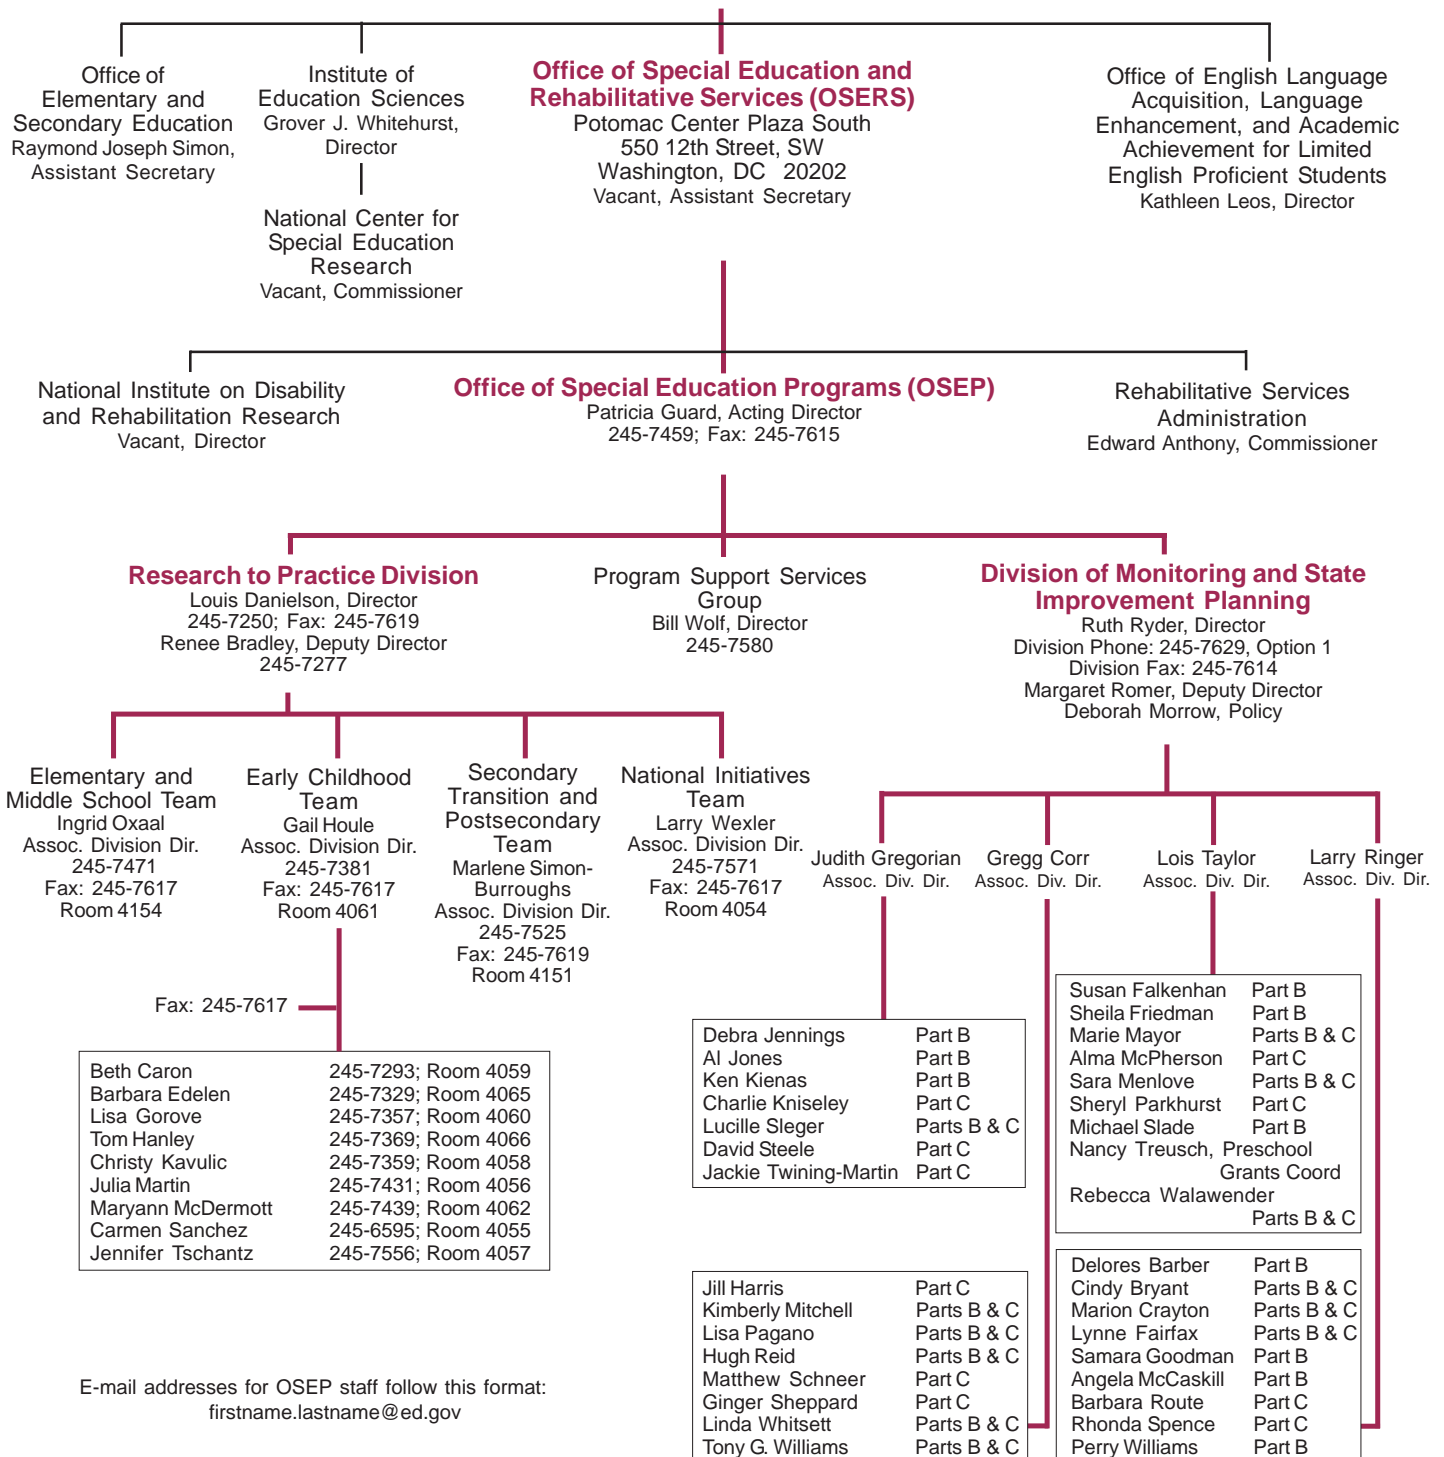 Office of
Elementary and
Secondary Education
Raymond Joseph Simon,
Assistant Secretary
Institute of
Education Sciences
Grover J. Whitehurst,
Director
National Center for
Special Education
Research
Vacant, Commissioner
Office of Special Education and
Rehabilitative Services (OSERS)
Potomac Center Plaza South
550 12th Street, SW
Washington, DC 20202
Vacant, Assistant Secretary
Office of English Language
Acquisition, Language
Enhancement, and Academic
Achievement for Limited
English Proficient Students
Kathleen Leos, Director
National Institute on Disability
and Rehabilitation Research
Vacant, Director
Office of Special Education Programs (OSEP)
Patricia Guard, Acting Director
245-7459; Fax: 245-7615
Rehabilitative Services
Administration
Edward Anthony, Commissioner
Research to Practice Division
Louis Danielson, Director
245-7250; Fax: 245-7619
Renee Bradley, Deputy Director
245-7277
Program Support Services
Group
Bill Wolf, Director
245-7580
Division of Monitoring and State
Improvement Planning
Ruth Ryder, Director
Division Phone: 245-7629, Option 1
Division Fax: 245-7614
Margaret Romer, Deputy Director
Deborah Morrow, Policy
Elementary and
Middle School Team
Ingrid Oxaal
Assoc. Division Dir.
245-7471
Fax: 245-7617
Room 4154
Early Childhood
Team
Gail Houle
Assoc. Division Dir.
245-7381
Fax: 245-7617
Room 4061
Secondary
Transition and
Postsecondary
Team
Marlene Simon-
Burroughs
Assoc. Division Dir.
245-7525
Fax: 245-7619
Room 4151
National Initiatives
Team
Larry Wexler
Assoc. Division Dir.
245-7571
Fax: 245-7617
Room 4054
Judith Gregorian
Assoc. Div. Dir.
Gregg Corr
Assoc. Div. Dir.
Lois Taylor
Assoc. Div. Dir.
Larry Ringer
Assoc. Div. Dir.
Fax: 245-7617
Beth Caron 245-7293; Room 4059
Barbara Edelen 245-7329; Room 4065
Lisa Gorove 245-7357; Room 4060
Tom Hanley 245-7369; Room 4066
Christy Kavulic 245-7359; Room 4058
Julia Martin 245-7431; Room 4056
Maryann McDermott 245-7439; Room 4062
Carmen Sanchez 245-6595; Room 4055
Jennifer Tschantz 245-7556; Room 4057
Debra Jennings Part B
Al Jones Part B
Ken Kienas Part B
Charlie Kniseley Part C
Lucille Sleger Parts B & C
David Steele Part C
Jackie Twining-Martin Part C
Susan Falkenhan Part B
Sheila Friedman Part B
Marie Mayor Parts B & C
Alma McPherson Part C
Sara Menlove Parts B & C
Sheryl Parkhurst Part C
Michael Slade Part B
Nancy Treusch, Preschool
Grants Coord
Rebecca Walawender
Parts B & C
Jill Harris Part C
Kimberly Mitchell Parts B & C
Lisa Pagano Parts B & C
Hugh Reid Parts B & C
Matthew Schneer Part C
Ginger Sheppard Part C
Linda Whitsett Parts B & C
Tony G. Williams Parts B & C
Delores Barber Part B
Cindy Bryant Parts B & C
Marion Crayton Parts B & C
Lynne Fairfax Parts B & C
Samara Goodman Part B
Angela McCaskill Part B
Barbara Route Part C
Rhonda Spence Part C
Perry Williams Part B
E-mail addresses for OSEP staff follow this format:
firstname.lastname@ed.gov